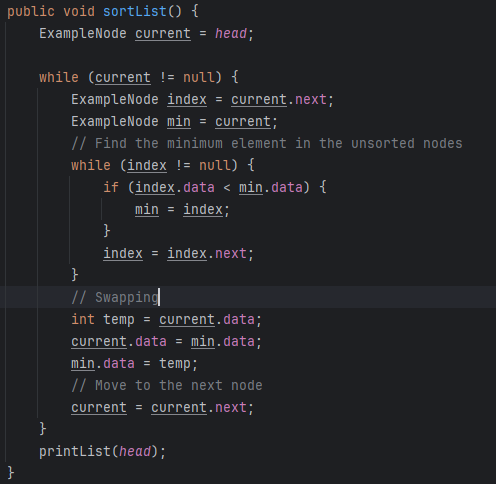 public void sortList() {
    ExampleNode current = head;

    while (current != null) {
        ExampleNode index = current.next;
        ExampleNode min = current;
        // Find the minimum element in the unsorted nodes
        while (index != null) {
            if (index.data < min.data) {
                min = index;
            }
            index = index.next;
        }
        // Swapping
        int temp = current.data;
        current.data = min.data;
        min.data = temp;
        // Move to the next node
        current = current.next;
    }
    printList(head);
}